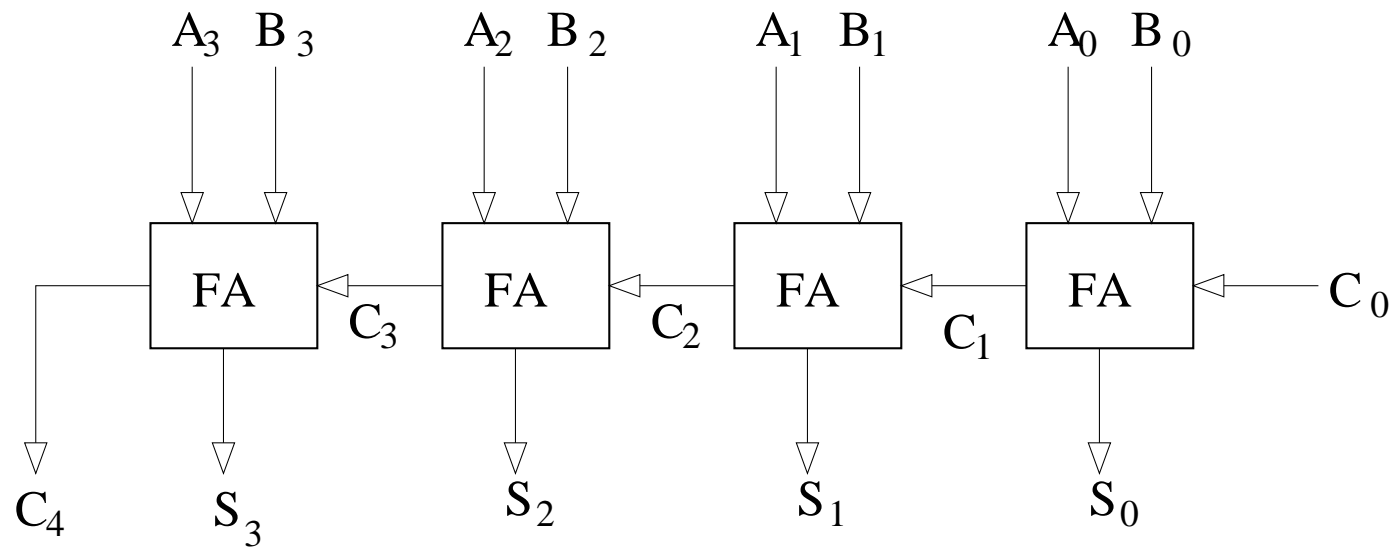 A3 B3 A2 B2 A1 B1 A0 B0
FA FA FA FA C0
C3 C2 C1
C4 S3 S2 S1 S0